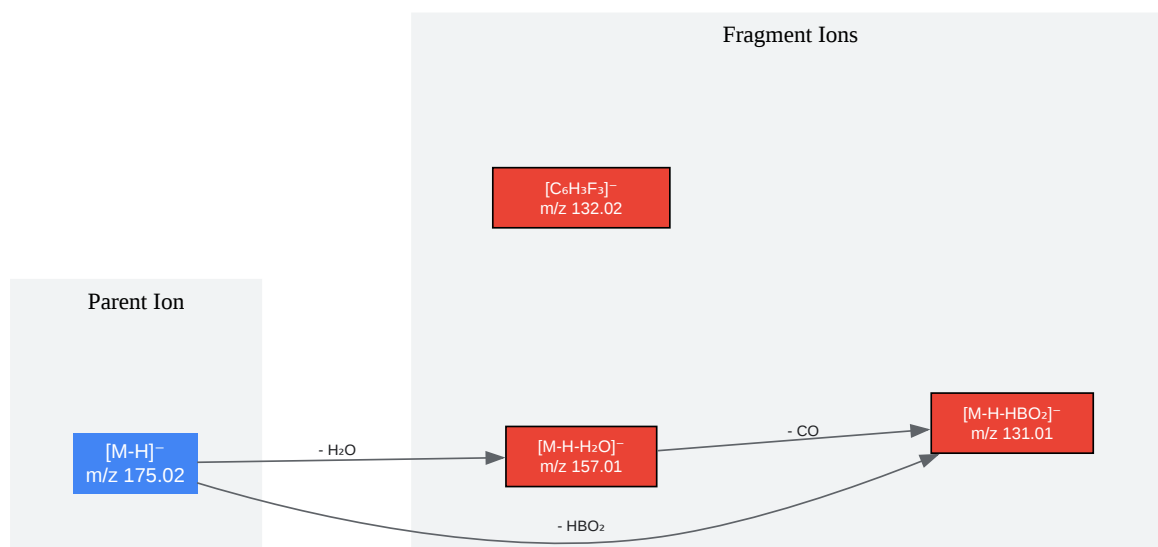 Fragment Ions
[C₆H₃F₃]⁻
m/z 132.02
Parent Ion
[M-H]⁻
m/z 175.02
- H₂O
[M-H-H₂O]⁻
m/z 157.01
- CO
[M-H-HBO₂]⁻
m/z 131.01
- HBO₂